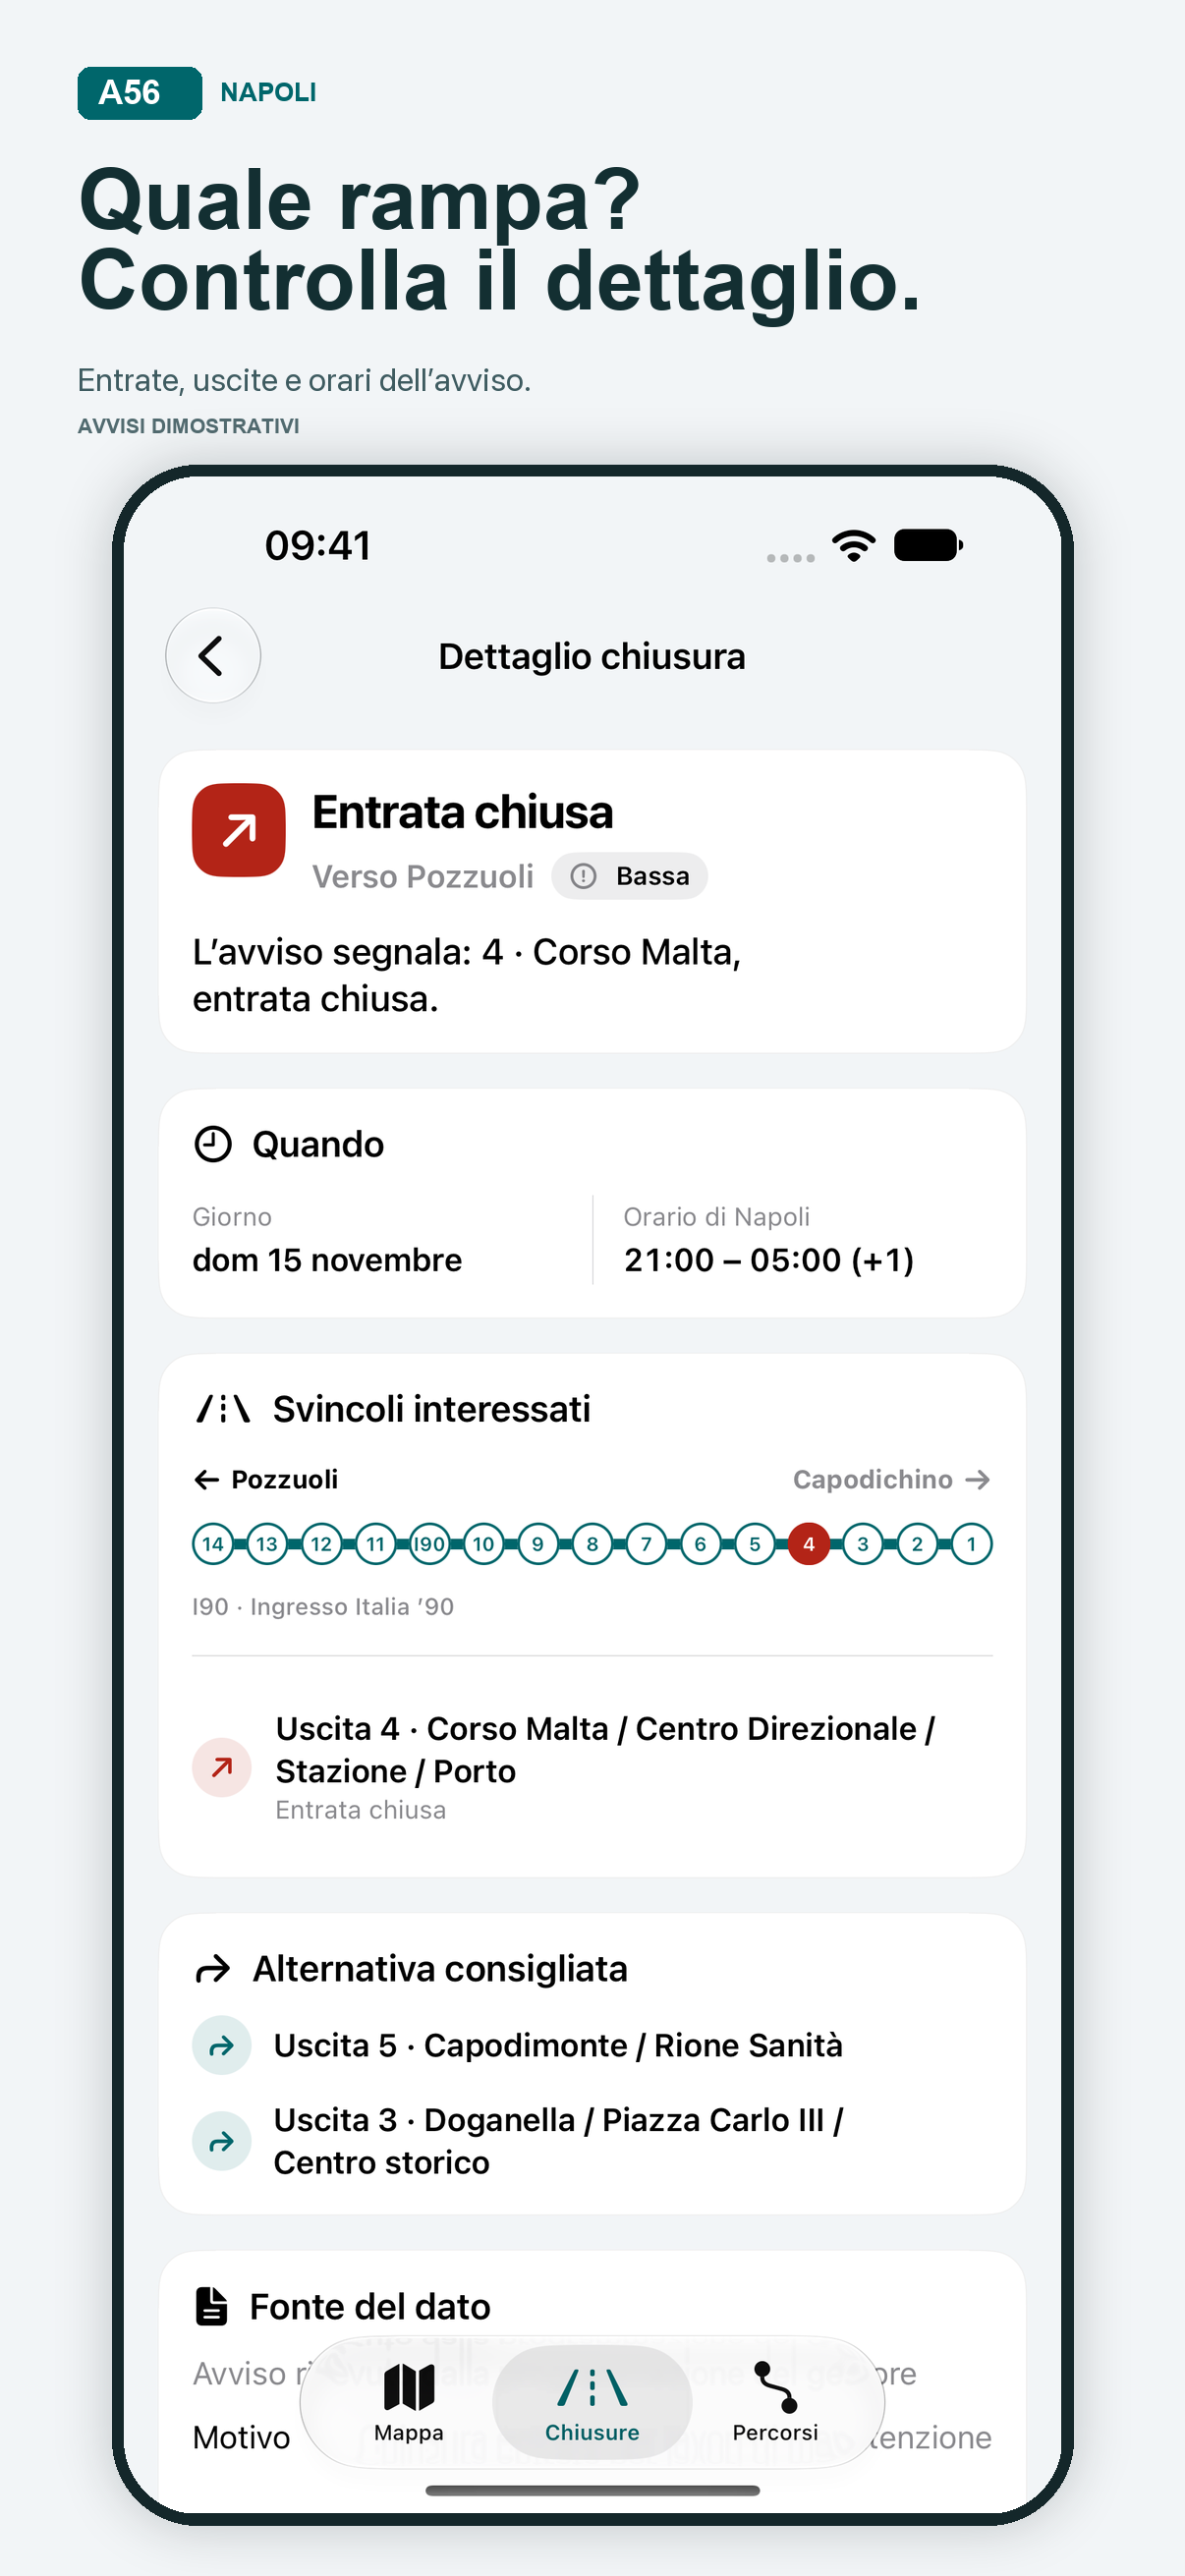 A56 NAPOLI
Quale rampa?
Controlla il dettaglio.
Entrate, uscite e orari dell’avviso.
AVVISI DIMOSTRATIVI
09:41
Dettaglio chiusura
Entrata chiusa
Verso Pozzuoli Bassa
L’avviso segnala: 4 · Corso Malta,
entrata chiusa.
Quando
Giorno Orario di Napoli
dom 15 novembre 21:00 – 05:00 (+1)
Svincoli interessati
Pozzuoli Capodichino
14 13 12 11 I90 10 9 8 7 6 5 4 3 2 1
I90 · Ingresso Italia ’90
Uscita 4 · Corso Malta / Centro Direzionale /
Stazione / Porto
Entrata chiusa
Alternativa consigliata
Uscita 5 · Capodimonte / Rione Sanità
Uscita 3 · Doganella / Piazza Carlo III /
Centro storico
Fonte del dato
Avviso
Motivo
Mappa Chiusure Percorsi